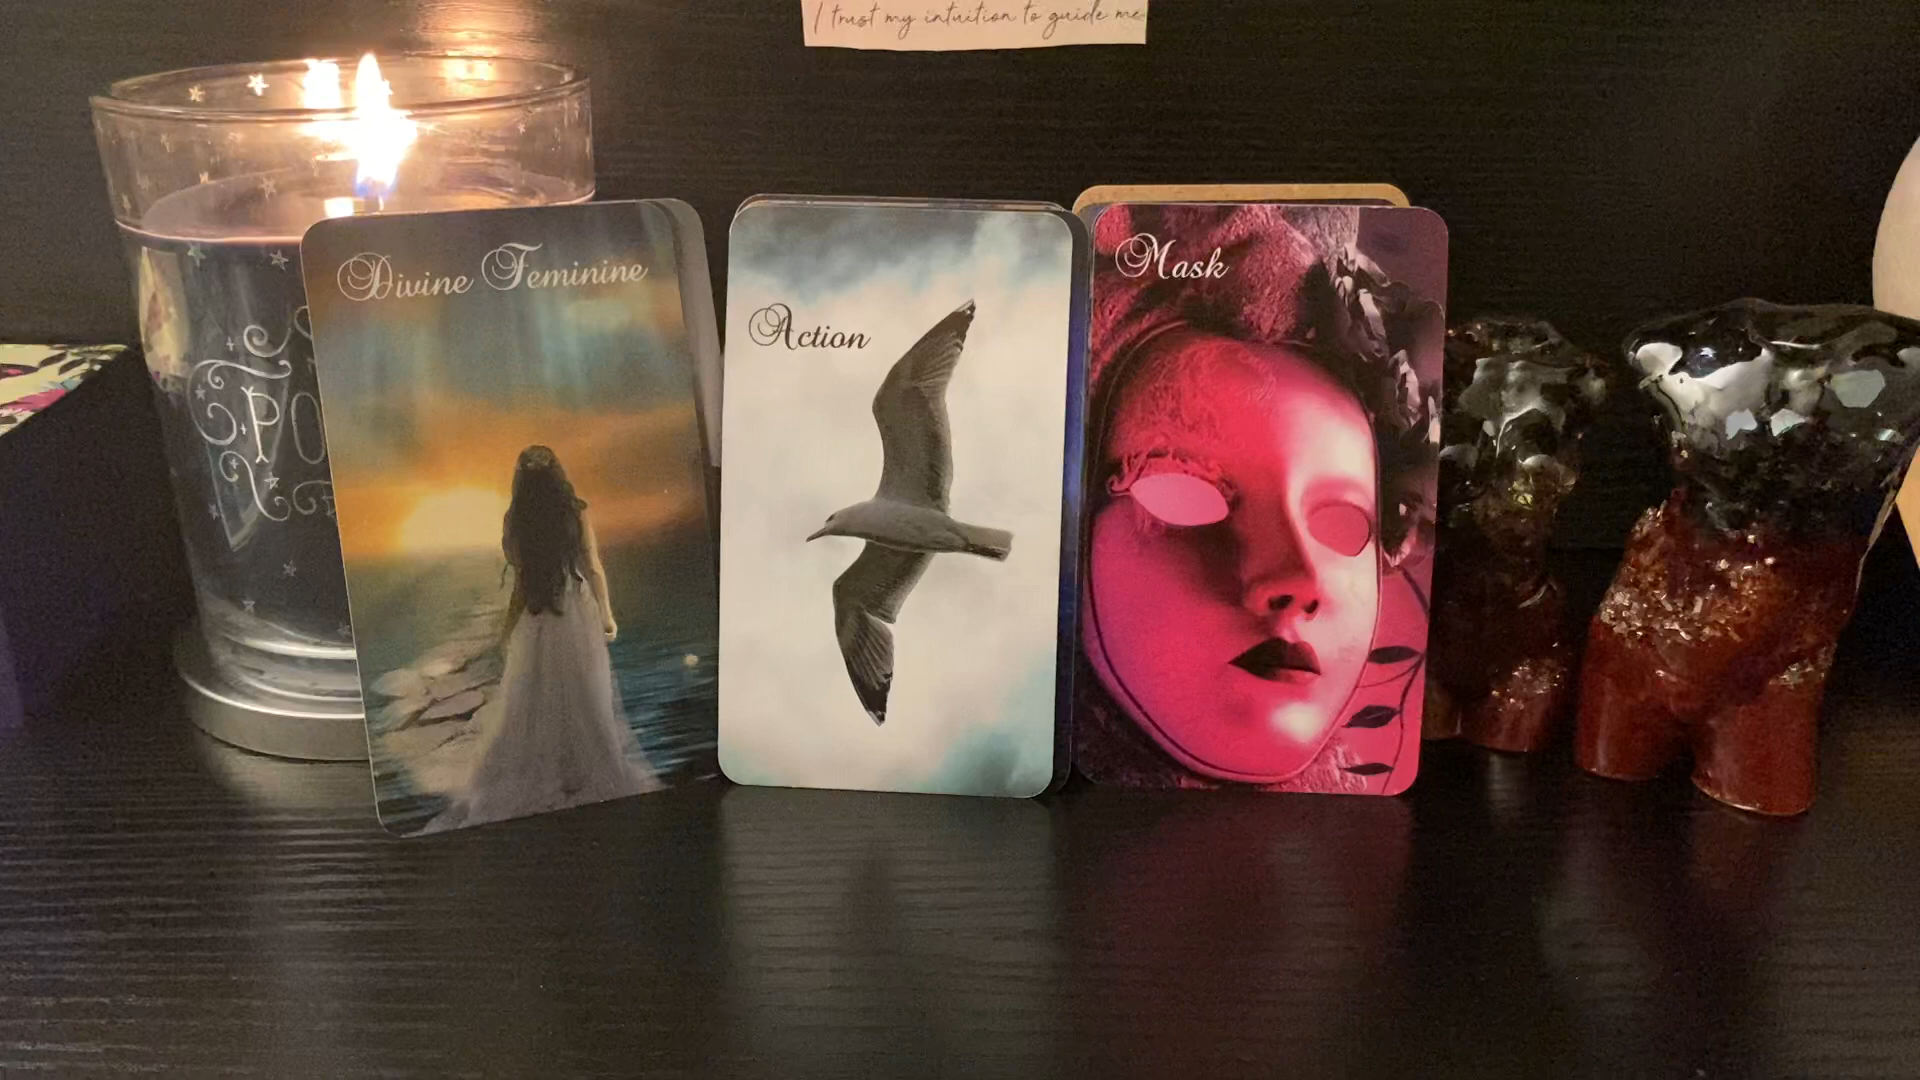 I trust my intuition to guide me
Divine Feminine
Action
Mask